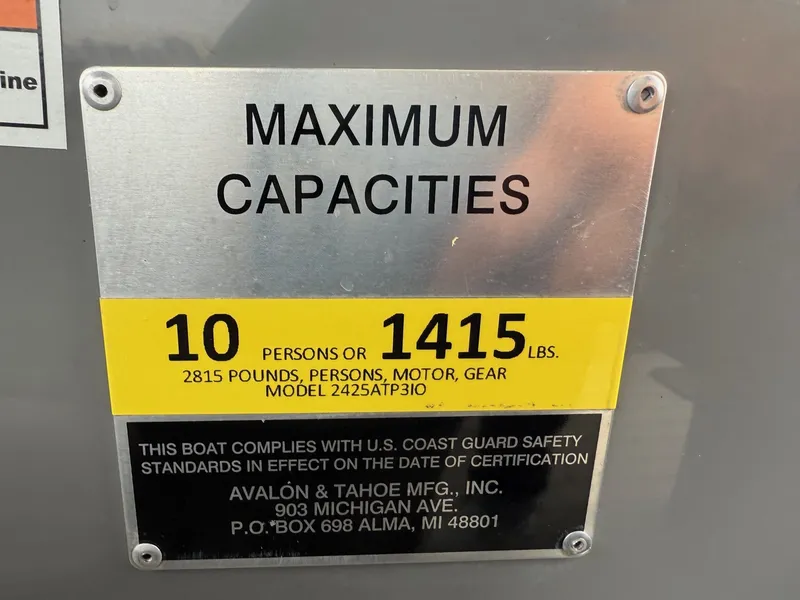 ine
MAXIMUM
CAPACITIES
10 PERSONS OR 1415 LBS.
2815 POUNDS, PERSONS, MOTOR, GEAR
MODEL 2425ATP3IO
THIS BOAT COMPLIES WITH U.S. COAST GUARD SAFETY
STANDARDS IN EFFECT ON THE DATE OF CERTIFICATION
AVALON & TAHOE MFG., INC.
903 MICHIGAN AVE.
P.O. BOX 698 ALMA, MI 48801